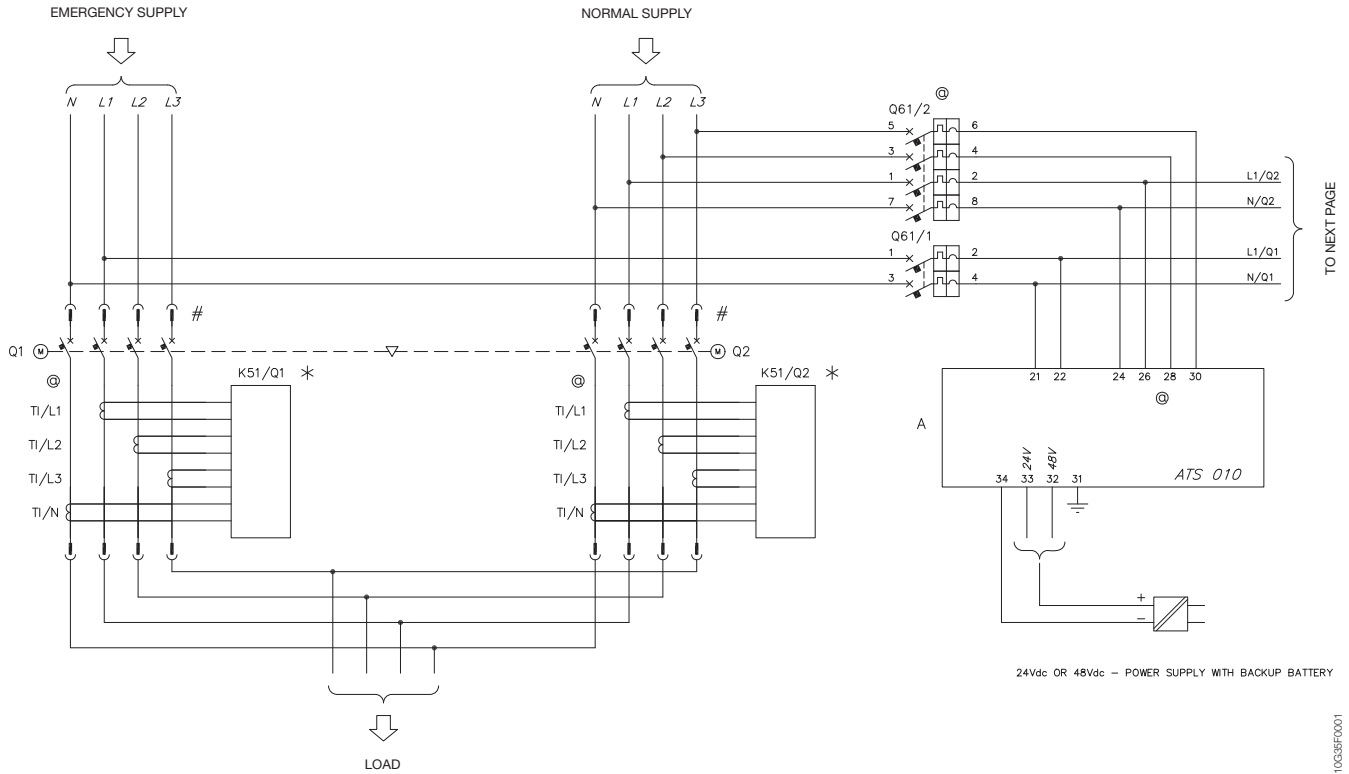 EMERGENCY SUPPLY
NORMAL SUPPLY
N L1 L2 L3
N L1 L2 L3
@
Q61/2
5 6
3 4
1 2 L1/Q2
7 8 N/Q2
Q61/1
1 2 L1/Q1
3 4 N/Q1
TO NEXT PAGE
# #
Q1 M M Q2
@ K51/Q1 * @ K51/Q2 *
21 22 24 26 28 30
@
TI/L1 TI/L1
A
TI/L2 TI/L2
TI/L3 TI/L3
24V 48V
ATS 010
34 33 32 31
TI/N TI/N
+
−
24Vdc OR 48Vdc – POWER SUPPLY WITH BACKUP BATTERY
LOAD
10G35F0001